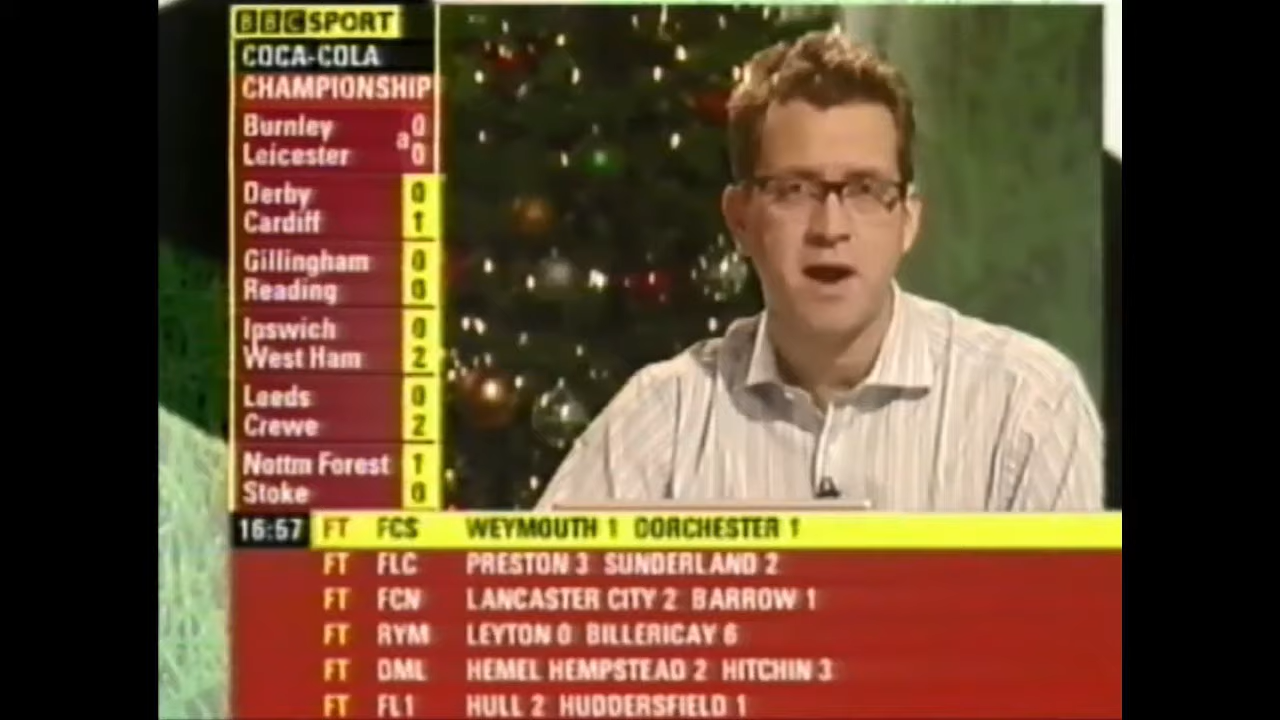 BBC SPORT
COCA-COLA
CHAMPIONSHIP
Burnley 0
Leicester a 0
Derby 0
Cardiff 1
Gillingham 0
Reading 0
Ipswich 0
West Ham 2
Leeds 0
Crewe 2
Nottm Forest 1
Stoke 0
16:57 FT FCS WEYMOUTH 1 DORCHESTER 1
FT FLC PRESTON 3 SUNDERLAND 2
FT FCN LANCASTER CITY 2 BARROW 1
FT RYM LEYTON 0 BILLERICAY 6
FT DML HEMEL HEMPSTEAD 2 HITCHIN 3
FT FL1 HULL 2 HUDDERSFIELD 1